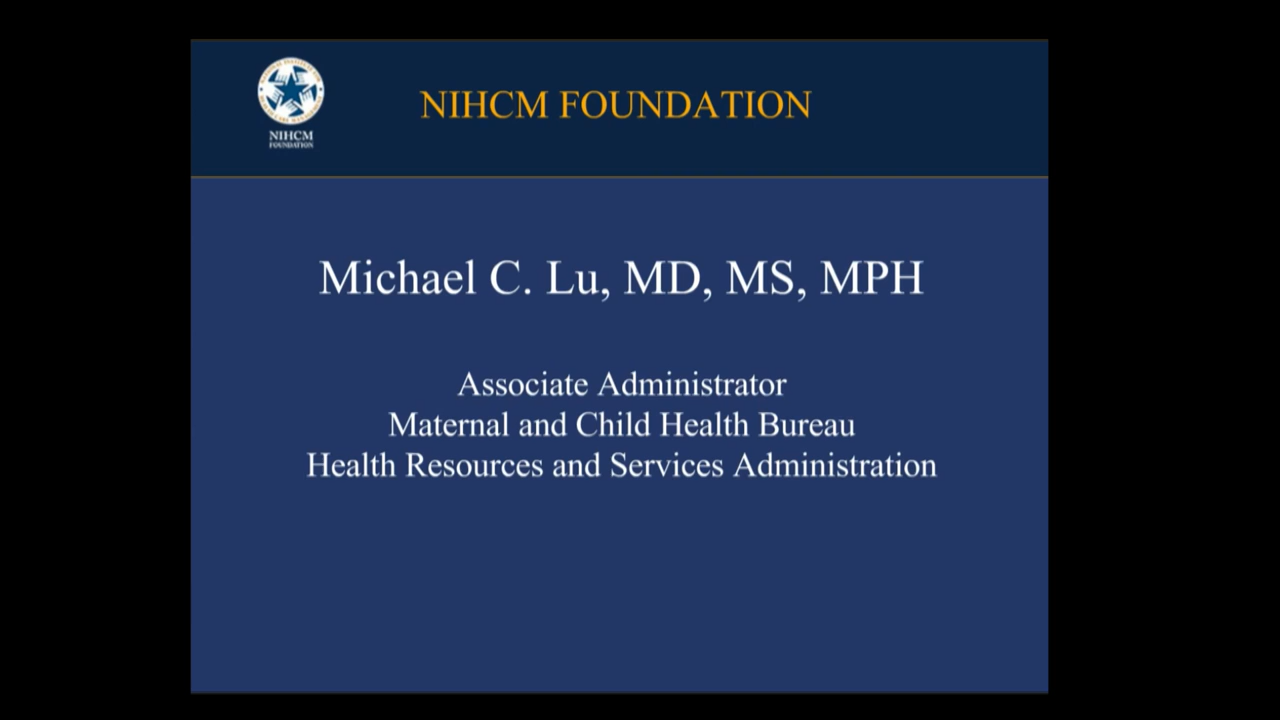 NIHCM
FOUNDATION
NIHCM FOUNDATION
Michael C. Lu, MD, MS, MPH
Associate Administrator
Maternal and Child Health Bureau
Health Resources and Services Administration